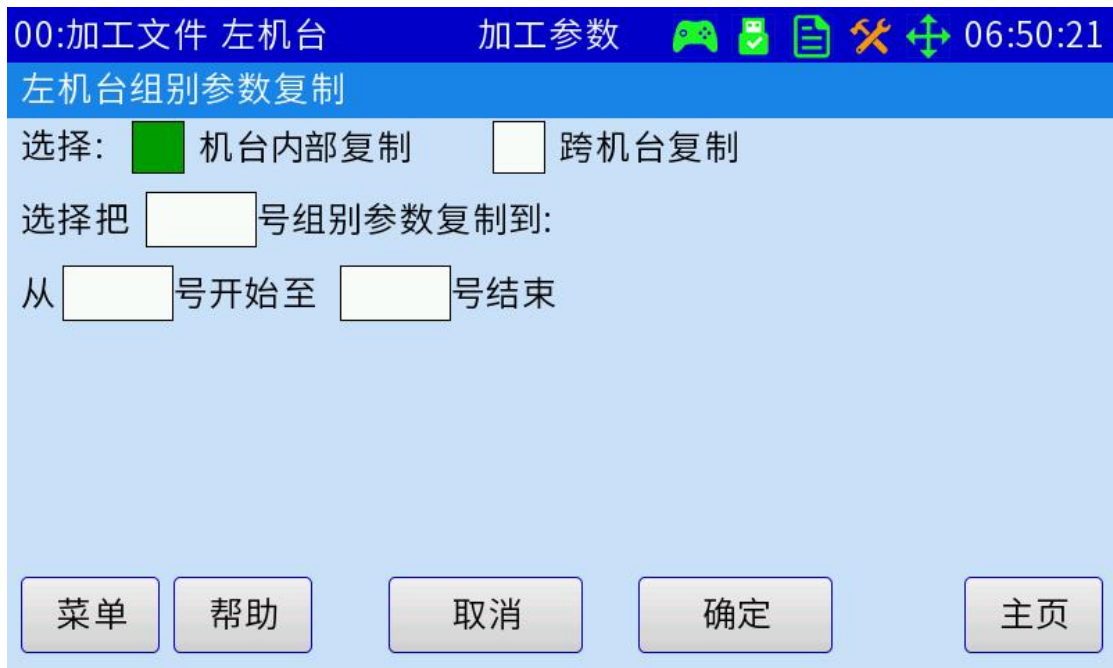 00:加工文件 左机台 加工参数 06:50:21
左机台组别参数复制
选择: 机台内部复制 跨机台复制
选择把 号组别参数复制到:
从 号开始至 号结束
菜单 帮助 取消 确定 主页